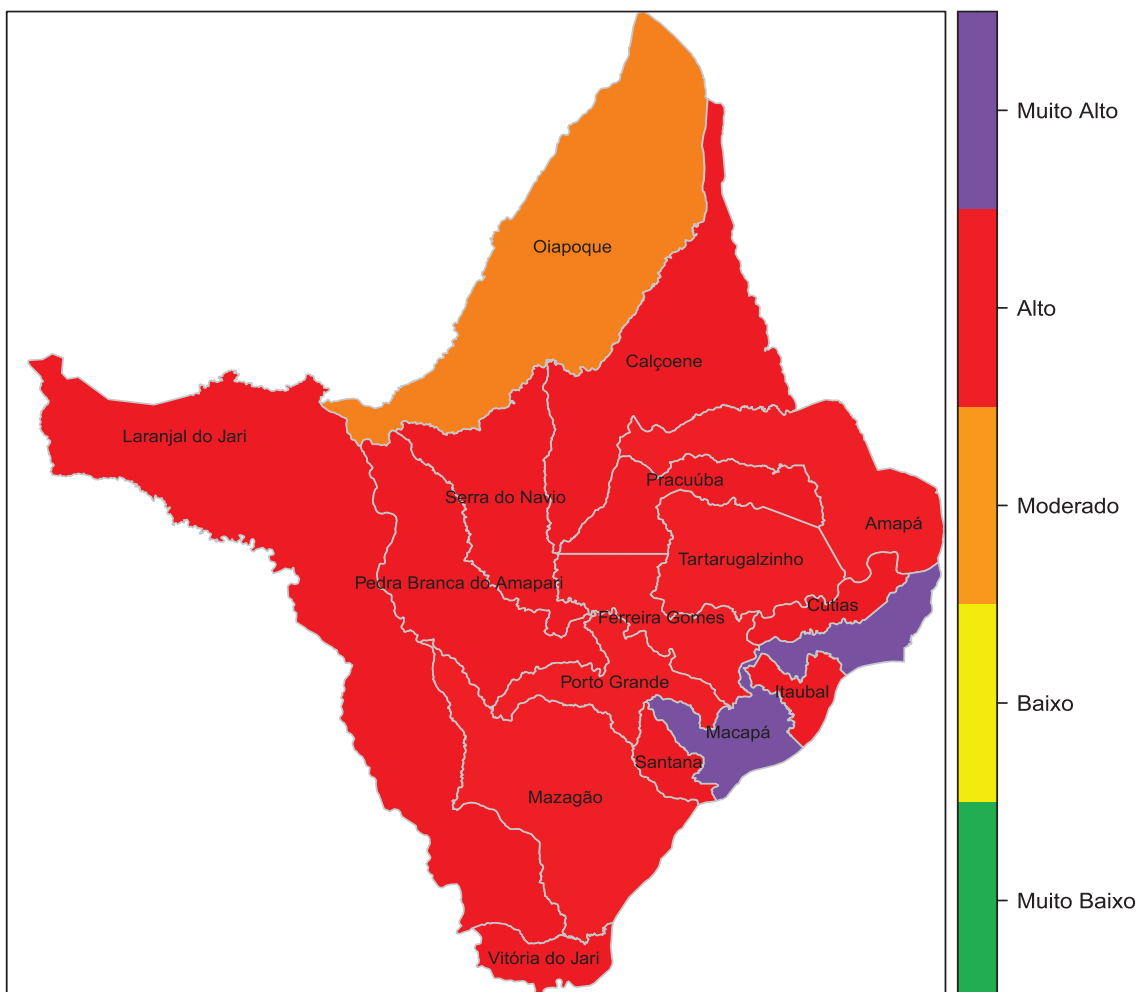 Oiapoque
Calçoene
Laranjal do Jari
Pracuúba
Serra do Navio
Amapá
Tartarugalzinho
Pedra Branca do Amapari
Cutias
Ferreira Gomes
Porto Grande
Itaubal
Macapá
Santana
Mazagão
Vitória do Jari
Muito Alto
Alto
Moderado
Baixo
Muito Baixo